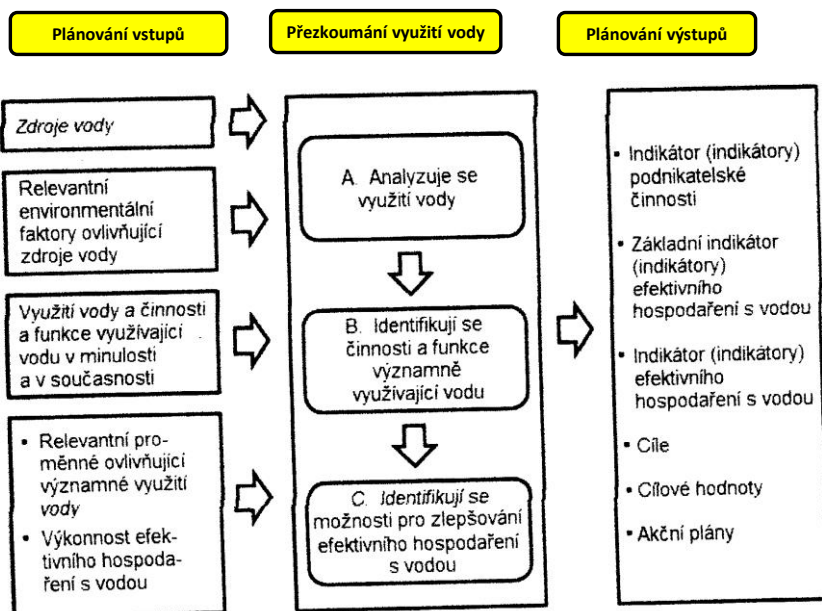 Plánování vstupů
Přezkoumání využití vody
Plánování výstupů
Zdroje vody
Relevantní
environmentální
faktory ovlivňující
zdroje vody
Využití vody a činnosti
a funkce využívající
vodu v minulosti
a v současnosti
• Relevantní pro-
měnné ovlivňující
významné využití
vody
• Výkonnost efek-
tivního hospoda-
ření s vodou
A. Analyzuje se
využití vody
B. Identifikují se
činnosti a funkce
významně
využívající vodu
C. Identifikují se
možnosti pro zlepšování
efektivního hospodaření
s vodou
• Indikátor (indikátory)
podnikatelské
činnosti
• Základní indikátor
(indikátory)
efektivního
hospodaření s vodou
• Indikátor (indikátory)
efektivního
hospodaření s vodou
• Cíle
• Cílové hodnoty
• Akční plány